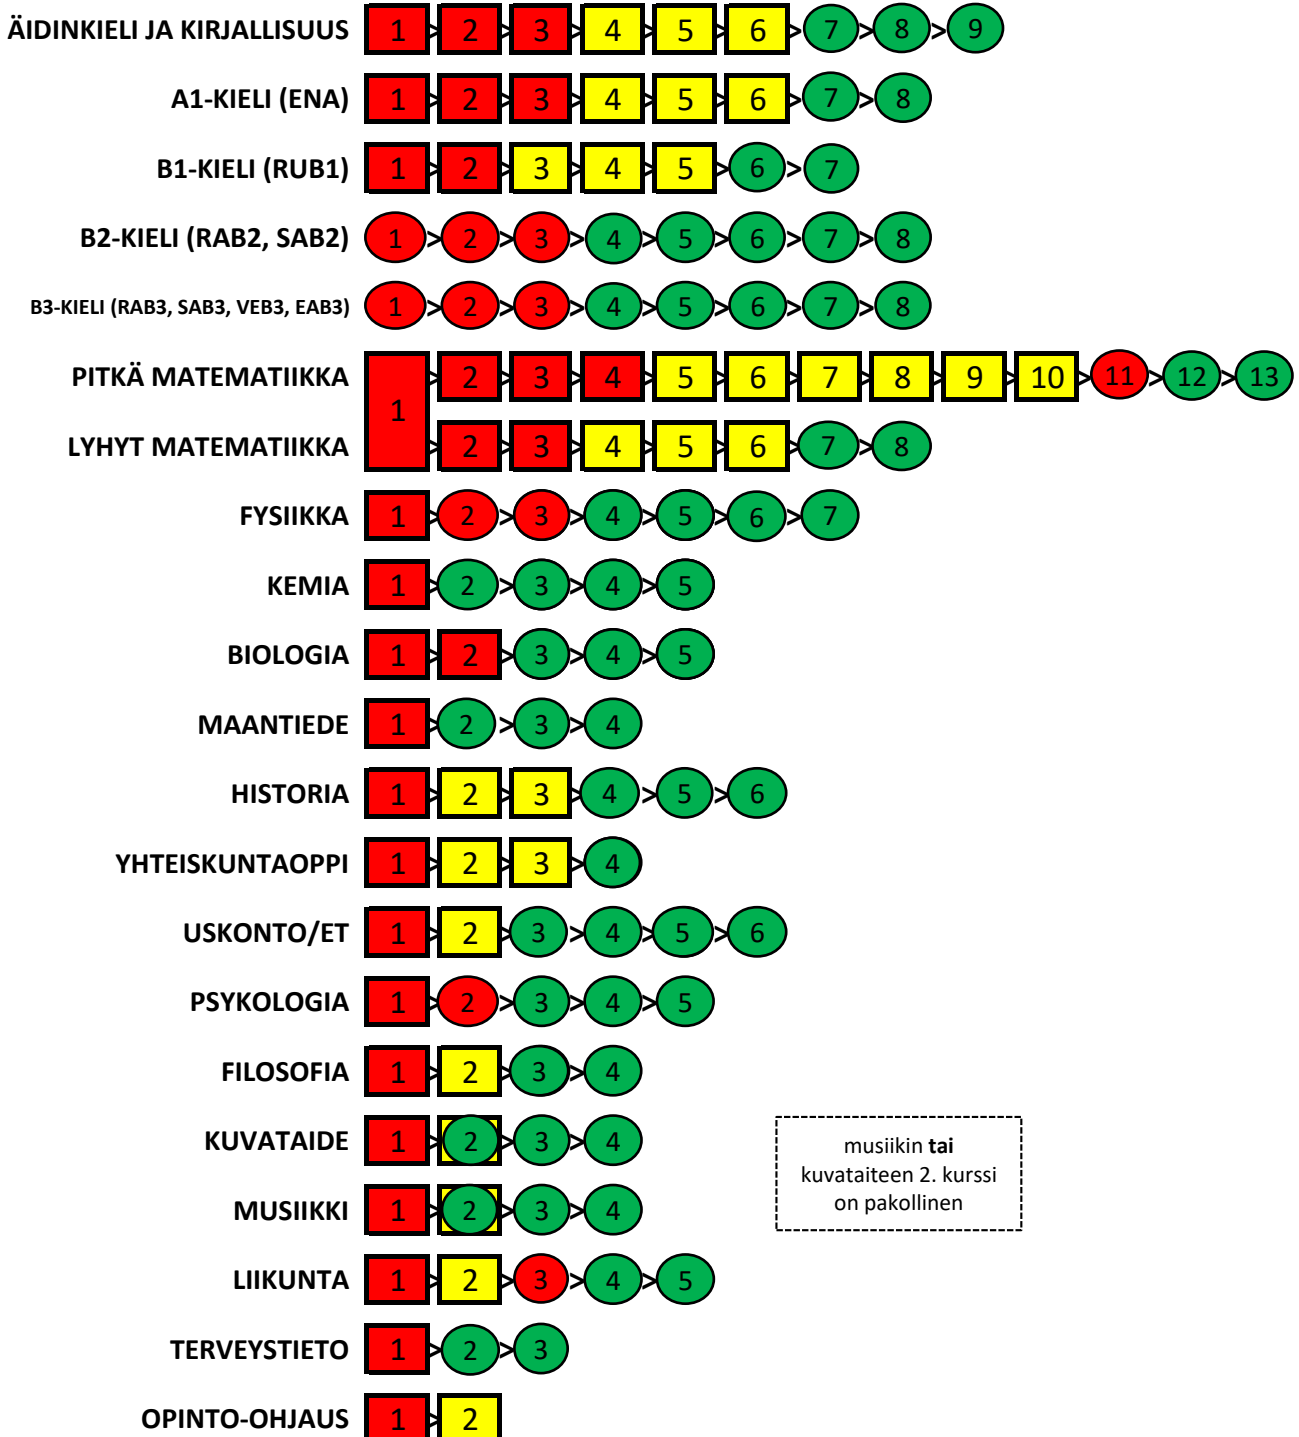 ÄIDINKIELI JA KIRJALLISUUS 1 > 2 > 3 > 4 > 5 > 6 > 7 > 8 > 9
A1-KIELI (ENA) 1 > 2 > 3 > 4 > 5 > 6 > 7 > 8
B1-KIELI (RUB1) 1 > 2 > 3 > 4 > 5 > 6 > 7
B2-KIELI (RAB2, SAB2) 1 > 2 > 3 > 4 > 5 > 6 > 7 > 8
B3-KIELI (RAB3, SAB3, VEB3, EAB3) 1 > 2 > 3 > 4 > 5 > 6 > 7 > 8
PITKÄ MATEMATIIKKA 1 > 2 > 3 > 4 > 5 > 6 > 7 > 8 > 9 > 10 > 11 > 12 > 13
LYHYT MATEMATIIKKA > 2 > 3 > 4 > 5 > 6 > 7 > 8
FYSIIKKA 1 > 2 > 3 > 4 > 5 > 6 > 7
KEMIA 1 > 2 > 3 > 4 > 5
BIOLOGIA 1 > 2 > 3 > 4 > 5
MAANTIEDE 1 > 2 > 3 > 4
HISTORIA 1 > 2 > 3 > 4 > 5 > 6
YHTEISKUNTAOPPI 1 > 2 > 3 > 4
USKONTO/ET 1 > 2 > 3 > 4 > 5 > 6
PSYKOLOGIA 1 > 2 > 3 > 4 > 5
FILOSOFIA 1 > 2 > 3 > 4
KUVATAIDE 1 > 2 > 3 > 4
musiikin tai
kuvataiteen 2. kurssi
on pakollinen
MUSIIKKI 1 > 2 > 3 > 4
LIIKUNTA 1 > 2 > 3 > 4 > 5
TERVEYSTIETO 1 > 2 > 3
OPINTO-OHJAUS 1 > 2